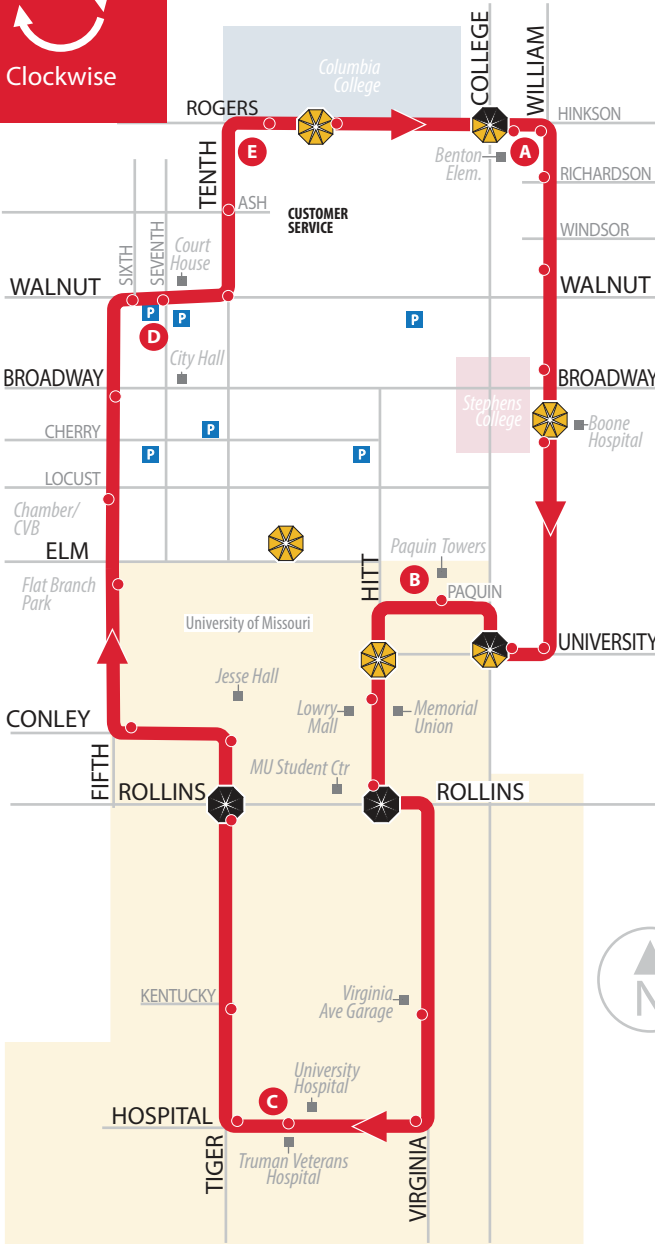 Clockwise
Columbia
College
COLLEGE
WILLIAM
ROGERS
HINKSON
E
A
Benton
Elem.
TENTH
RICHARDSON
ASH
CUSTOMER
SERVICE
WINDSOR
SIXTH
SEVENTH
Court
House
WALNUT
WALNUT
P
P
P
D
City Hall
BROADWAY
BROADWAY
Stephens
College
Boone
Hospital
CHERRY
P
P
P
LOCUST
Chamber/
CVB
ELM
Paquin Towers
HITT
B
PAQUIN
Flat Branch
Park
University of Missouri
UNIVERSITY
Jesse Hall
Lowry
Mall
Memorial
Union
CONLEY
MU Student Ctr
FIFTH
ROLLINS
ROLLINS
KENTUCKY
Virginia
Ave Garage
N
University
Hospital
C
HOSPITAL
TIGER
Truman Veterans
Hospital
VIRGINIA